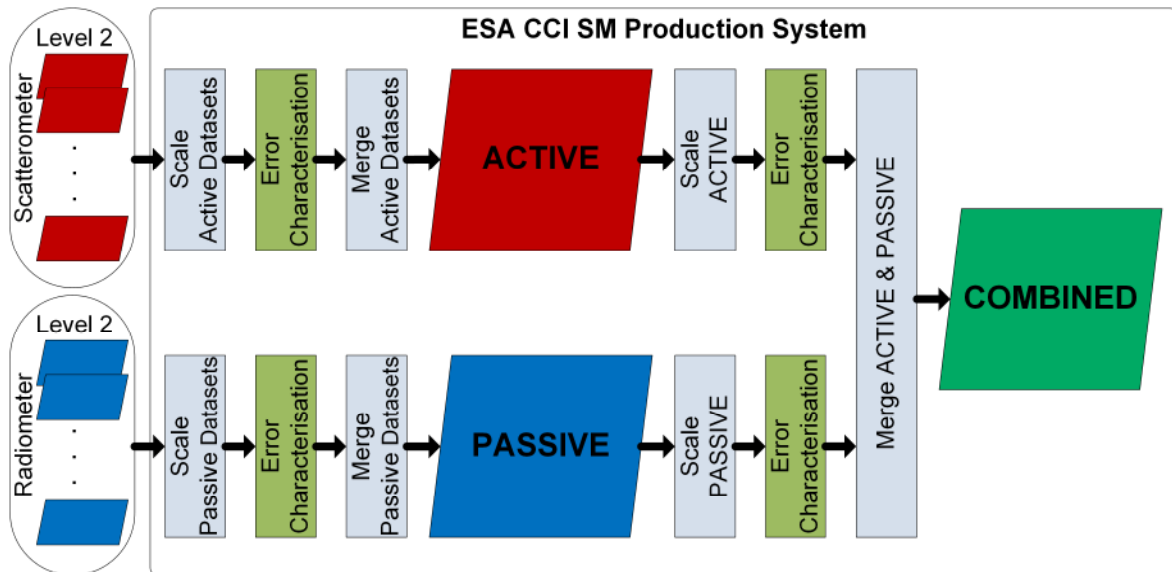 ESA CCI SM Production System
Level 2
Scatterometer
Scale
Active Datasets
Error
Characterisation
Merge
Active Datasets
ACTIVE
Scale
ACTIVE
Error
Characterisation
Merge ACTIVE & PASSIVE
COMBINED
Level 2
Radiometer
Scale
Passive Datasets
Error
Characterisation
Merge
Passive Datasets
PASSIVE
Scale
PASSIVE
Error
Characterisation